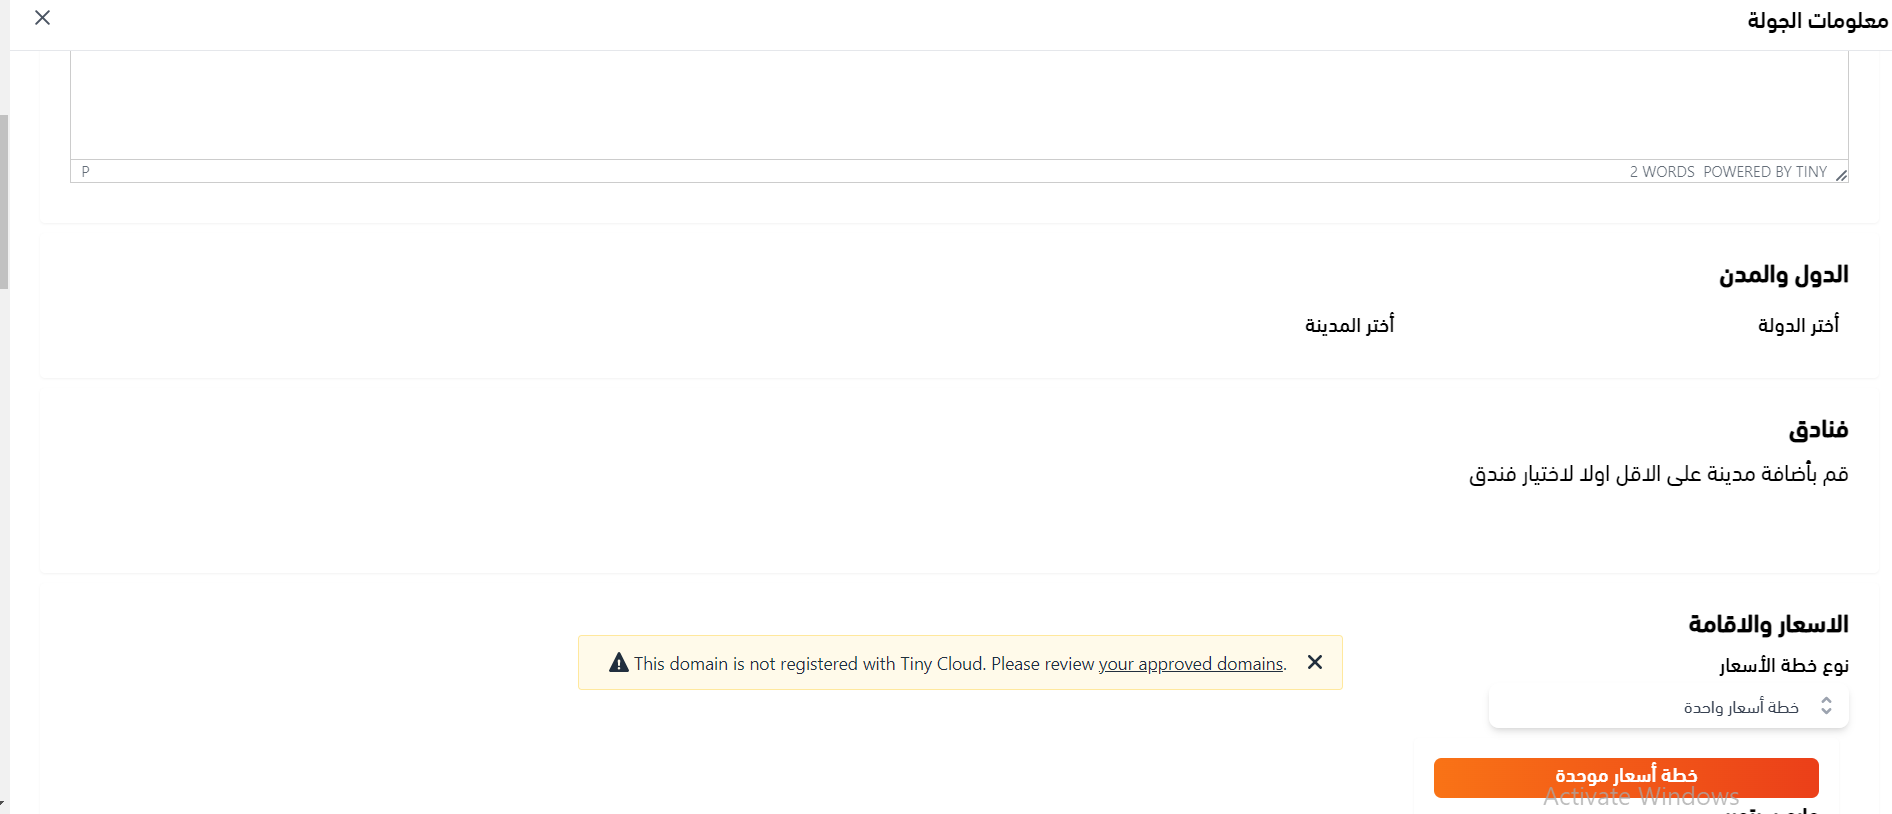 معلومات الجولة
P
2 WORDS POWERED BY TINY
الدول والمدن
أختر الدولة
أختر المدينة
فنادق
قم بأضافة مدينة على الاقل اولا لاختيار فندق
الاسعار والاقامة
نوع خطة الأسعار
خطة أسعار واحدة
This domain is not registered with Tiny Cloud. Please review your approved domains.
خطة أسعار موحدة
Activate Windows